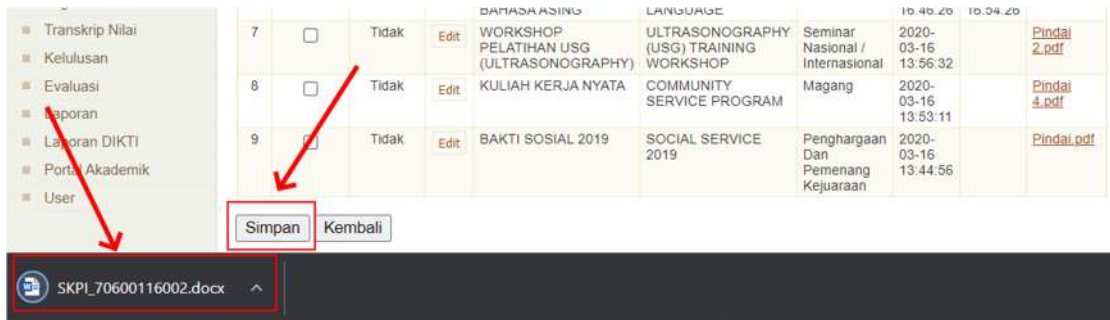 BAHASA ASING LANGUAGE 16:46:26 16:54:26
Transkrip Nilai
Kelulusan
Evaluasi
Laporan
Laporan DIKTI
Portal Akademik
User
7 Tidak Edit WORKSHOP ULTRASONOGRAPHY Seminar 2020- Pindai
PELATIHAN USG (USG) TRAINING Nasional / 03-16 2.pdf
(ULTRASONOGRAPHY) WORKSHOP Internasional 13:56:32
8 Tidak Edit KULIAH KERJA NYATA COMMUNITY Magang 2020- Pindai
SERVICE PROGRAM 03-16 4.pdf
13:53:11
9 Tidak Edit BAKTI SOSIAL 2019 SOCIAL SERVICE Penghargaan 2020- Pindai.pdf
2019 Dan 03-16
Pemenang 13:44:56
Kejuaraan
Simpan Kembali
SKPI_70600116002.docx